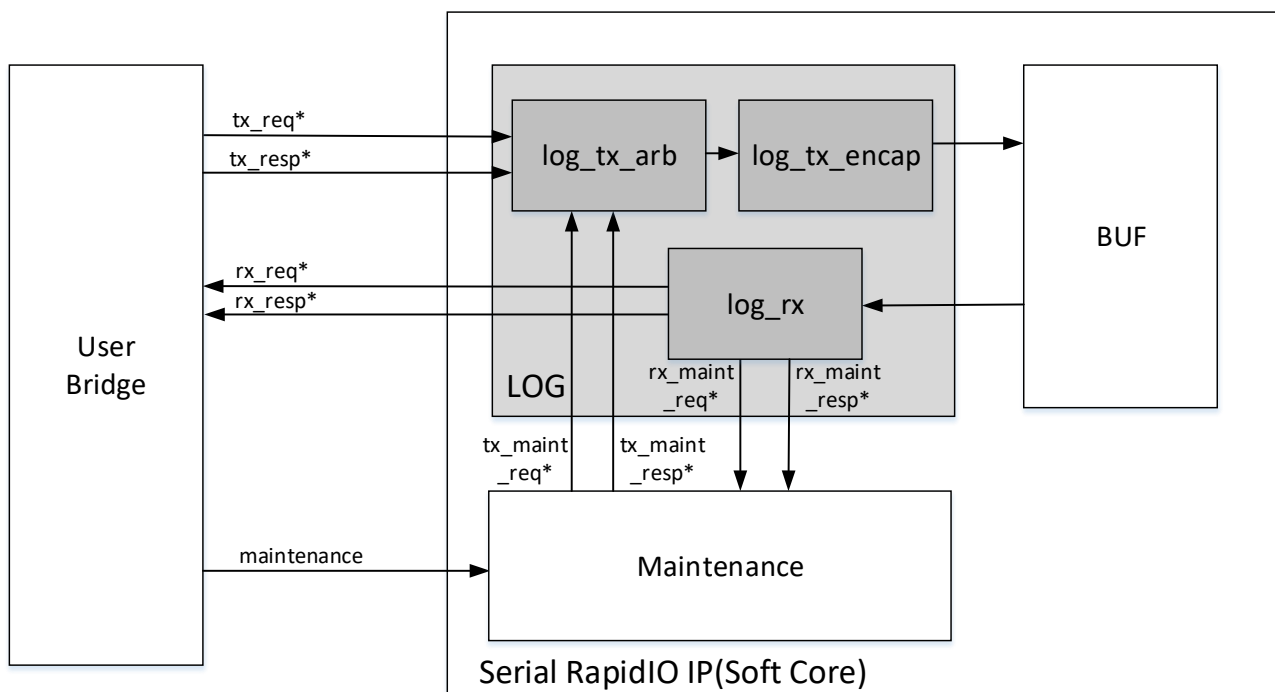 tx_req*
tx_resp*
log_tx_arb
log_tx_encap
BUF
rx_req*
rx_resp*
log_rx
User
Bridge
LOG
rx_maint
_req*
rx_maint
_resp*
tx_maint
_req*
tx_maint
_resp*
maintenance
Maintenance
Serial RapidIO IP(Soft Core)